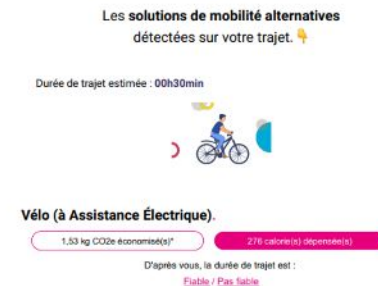 Les solutions de mobilité alternatives
détectées sur votre trajet. 👇
Durée de trajet estimée : 00h30min
Vélo (à Assistance Électrique).
1,53 kg CO2e économisé(s)*
276 calorie(s) dépensée(s)
D'après vous, la durée de trajet est :
Fiable / Pas fiable